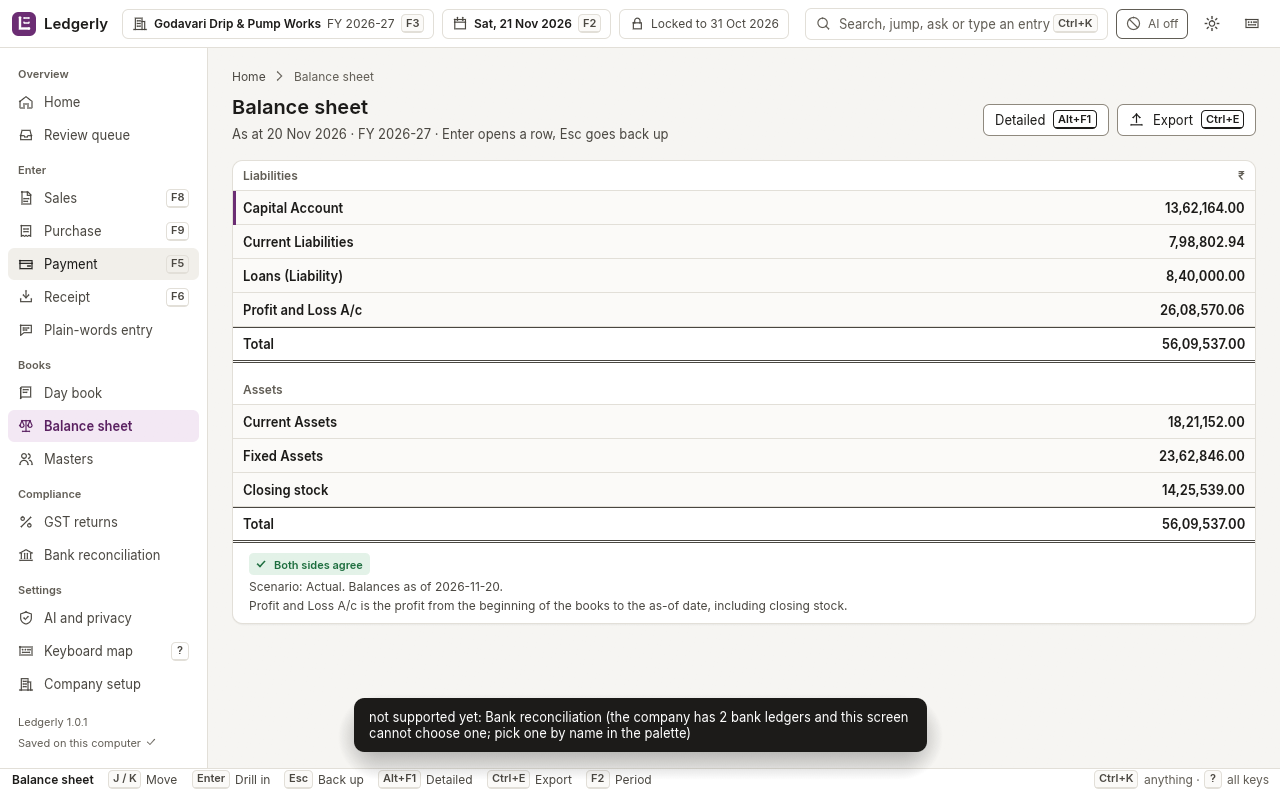 Ledgerly
Godavari Drip & Pump Works FY 2026-27 F3
Sat, 21 Nov 2026 F2
Locked to 31 Oct 2026
Search, jump, ask or type an entry Ctrl+K
AI off
Overview
Home
Review queue
Enter
Sales F8
Purchase F9
Payment F5
Receipt F6
Plain-words entry
Books
Day book
Balance sheet
Masters
Compliance
GST returns
Bank reconciliation
Settings
AI and privacy
Keyboard map ?
Company setup
Ledgerly 1.0.1
Saved on this computer
Home > Balance sheet
Balance sheet
As at 20 Nov 2026 · FY 2026-27 · Enter opens a row, Esc goes back up
Detailed Alt+F1
Export Ctrl+E
Liabilities ₹
Capital Account 13,62,164.00
Current Liabilities 7,98,802.94
Loans (Liability) 8,40,000.00
Profit and Loss A/c 26,08,570.06
Total 56,09,537.00
Assets
Current Assets 18,21,152.00
Fixed Assets 23,62,846.00
Closing stock 14,25,539.00
Total 56,09,537.00
Both sides agree
Scenario: Actual. Balances as of 2026-11-20.
Profit and Loss A/c is the profit from the beginning of the books to the as-of date, including closing stock.
not supported yet: Bank reconciliation (the company has 2 bank ledgers and this screen
cannot choose one; pick one by name in the palette)
Balance sheet J / K Move Enter Drill in Esc Back up Alt+F1 Detailed Ctrl+E Export F2 Period Ctrl+K anything · ? all keys